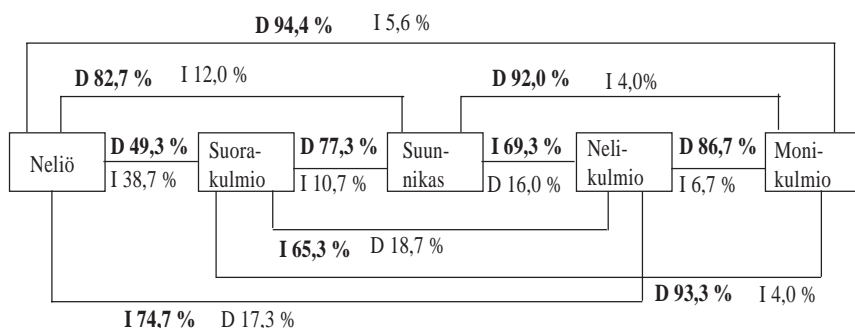 D 94,4 % I 5,6 %
D 82,7 % I 12,0 %
D 92,0 % I 4,0%
Neliö
D 49,3 %
I 38,7 %
Suora-
kulmio
D 77,3 %
I 10,7 %
Suun-
nikas
I 69,3 %
D 16,0 %
Neli-
kulmio
D 86,7 %
I 6,7 %
Moni-
kulmio
I 65,3 % D 18,7 %
D 93,3 % I 4,0 %
I 74,7 % D 17,3 %